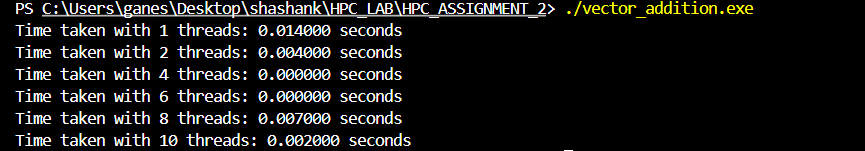 PS C:\Users\ganes\Desktop\shashank\HPC_LAB\HPC_ASSIGNMENT_2> ./vector_addition.exe
Time taken with 1 threads: 0.014000 seconds
Time taken with 2 threads: 0.004000 seconds
Time taken with 4 threads: 0.000000 seconds
Time taken with 6 threads: 0.000000 seconds
Time taken with 8 threads: 0.007000 seconds
Time taken with 10 threads: 0.002000 seconds